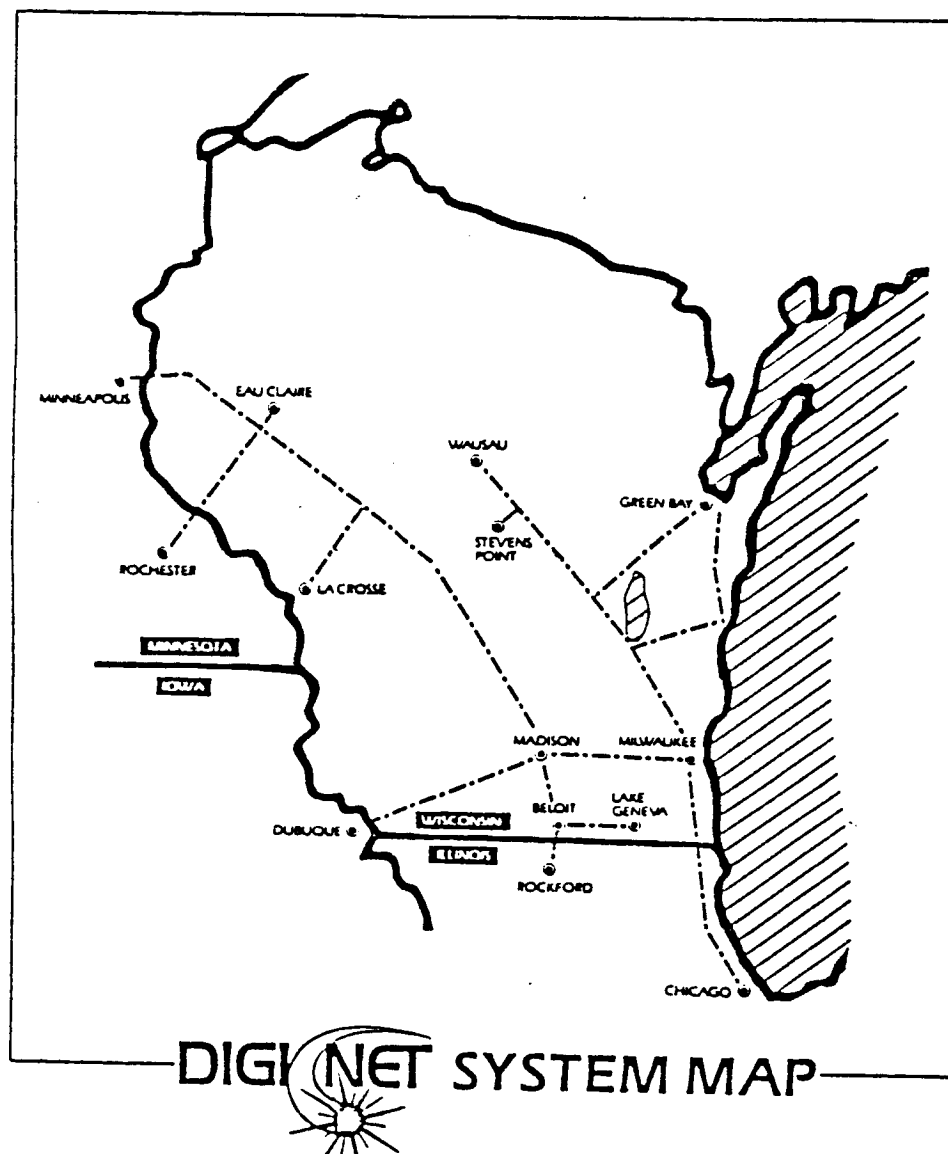 MINNEAPOLIS
EAU CLAIRE
WAUSAU
GREEN BAY
STEVENS
POINT
ROCHESTER
LA CROSSE
MINNESOTA
IOWA
MADISON
MILWAUKEE
LAKE
GENEVA
BELOIT
DUBUQUE
WISCONSIN
ILLINOIS
ROCKFORD
CHICAGO
DIGI NET SYSTEM MAP